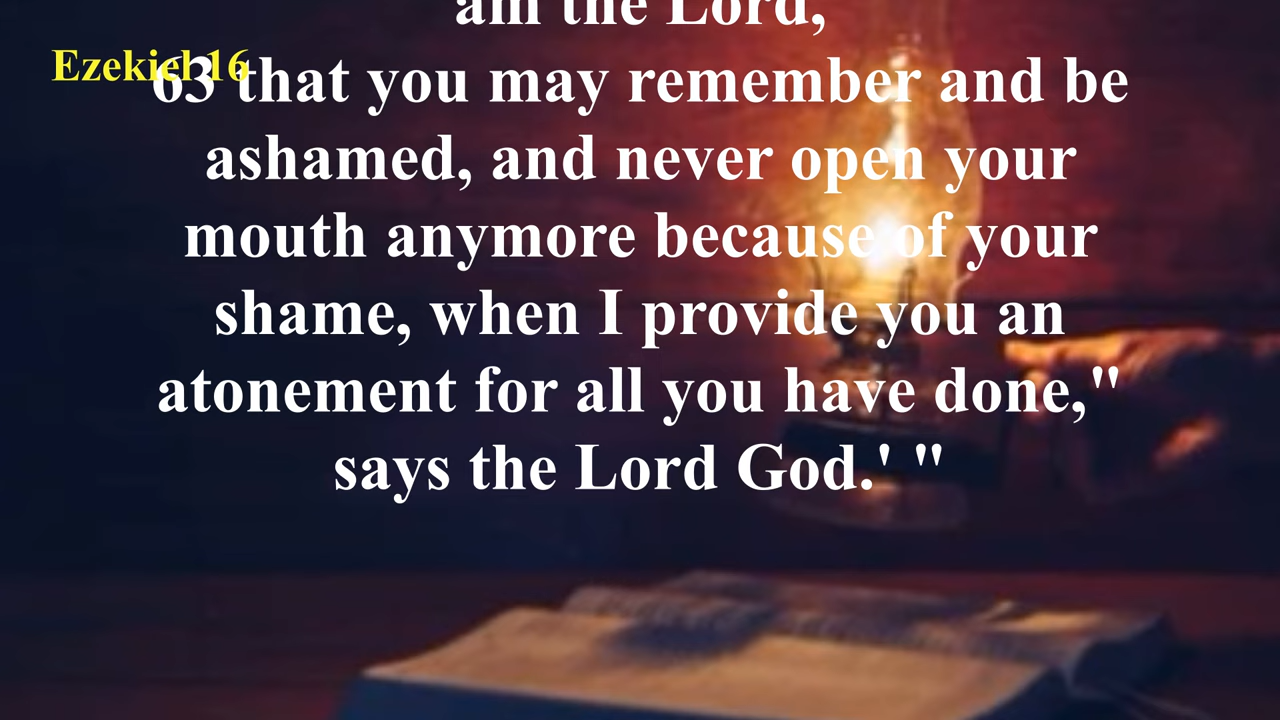 am the Lord,
Ezekiel 16
63 that you may remember and be
ashamed, and never open your
mouth anymore because of your
shame, when I provide you an
atonement for all you have done,"
says the Lord God.' "